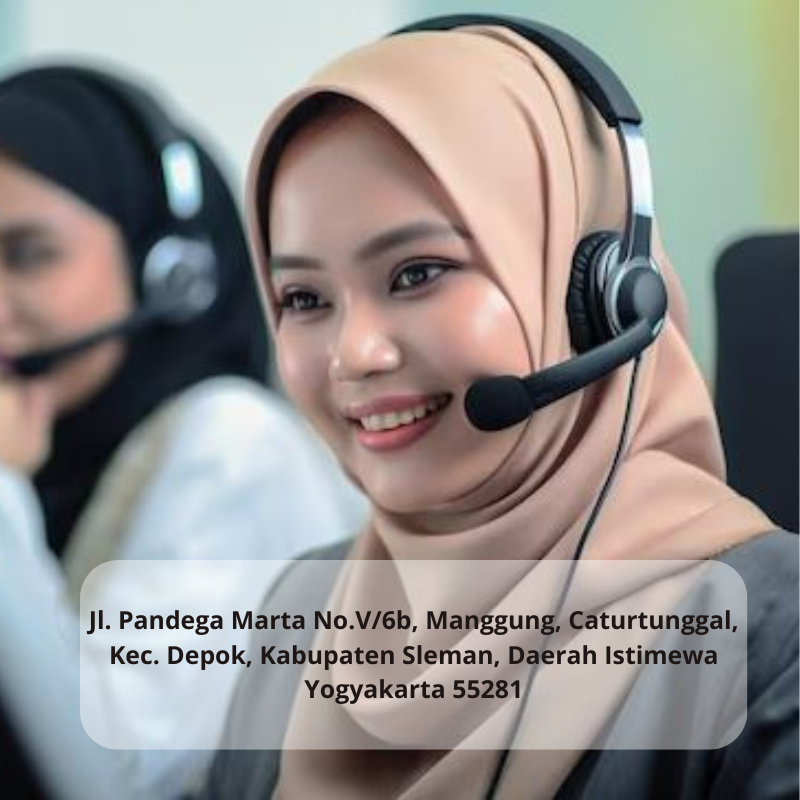 Jl. Pandega Marta No.V/6b, Manggung, Caturtunggal,
Kec. Depok, Kabupaten Sleman, Daerah Istimewa
Yogyakarta 55281